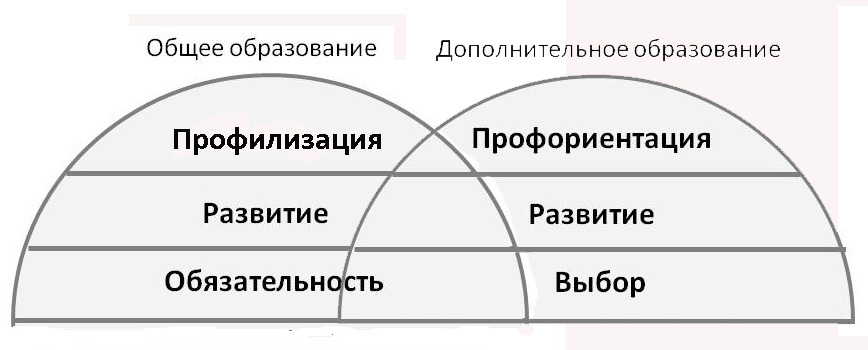 Общее образование
Дополнительное образование
Профилизация
Профориентация
Развитие
Развитие
Обязательность
Выбор